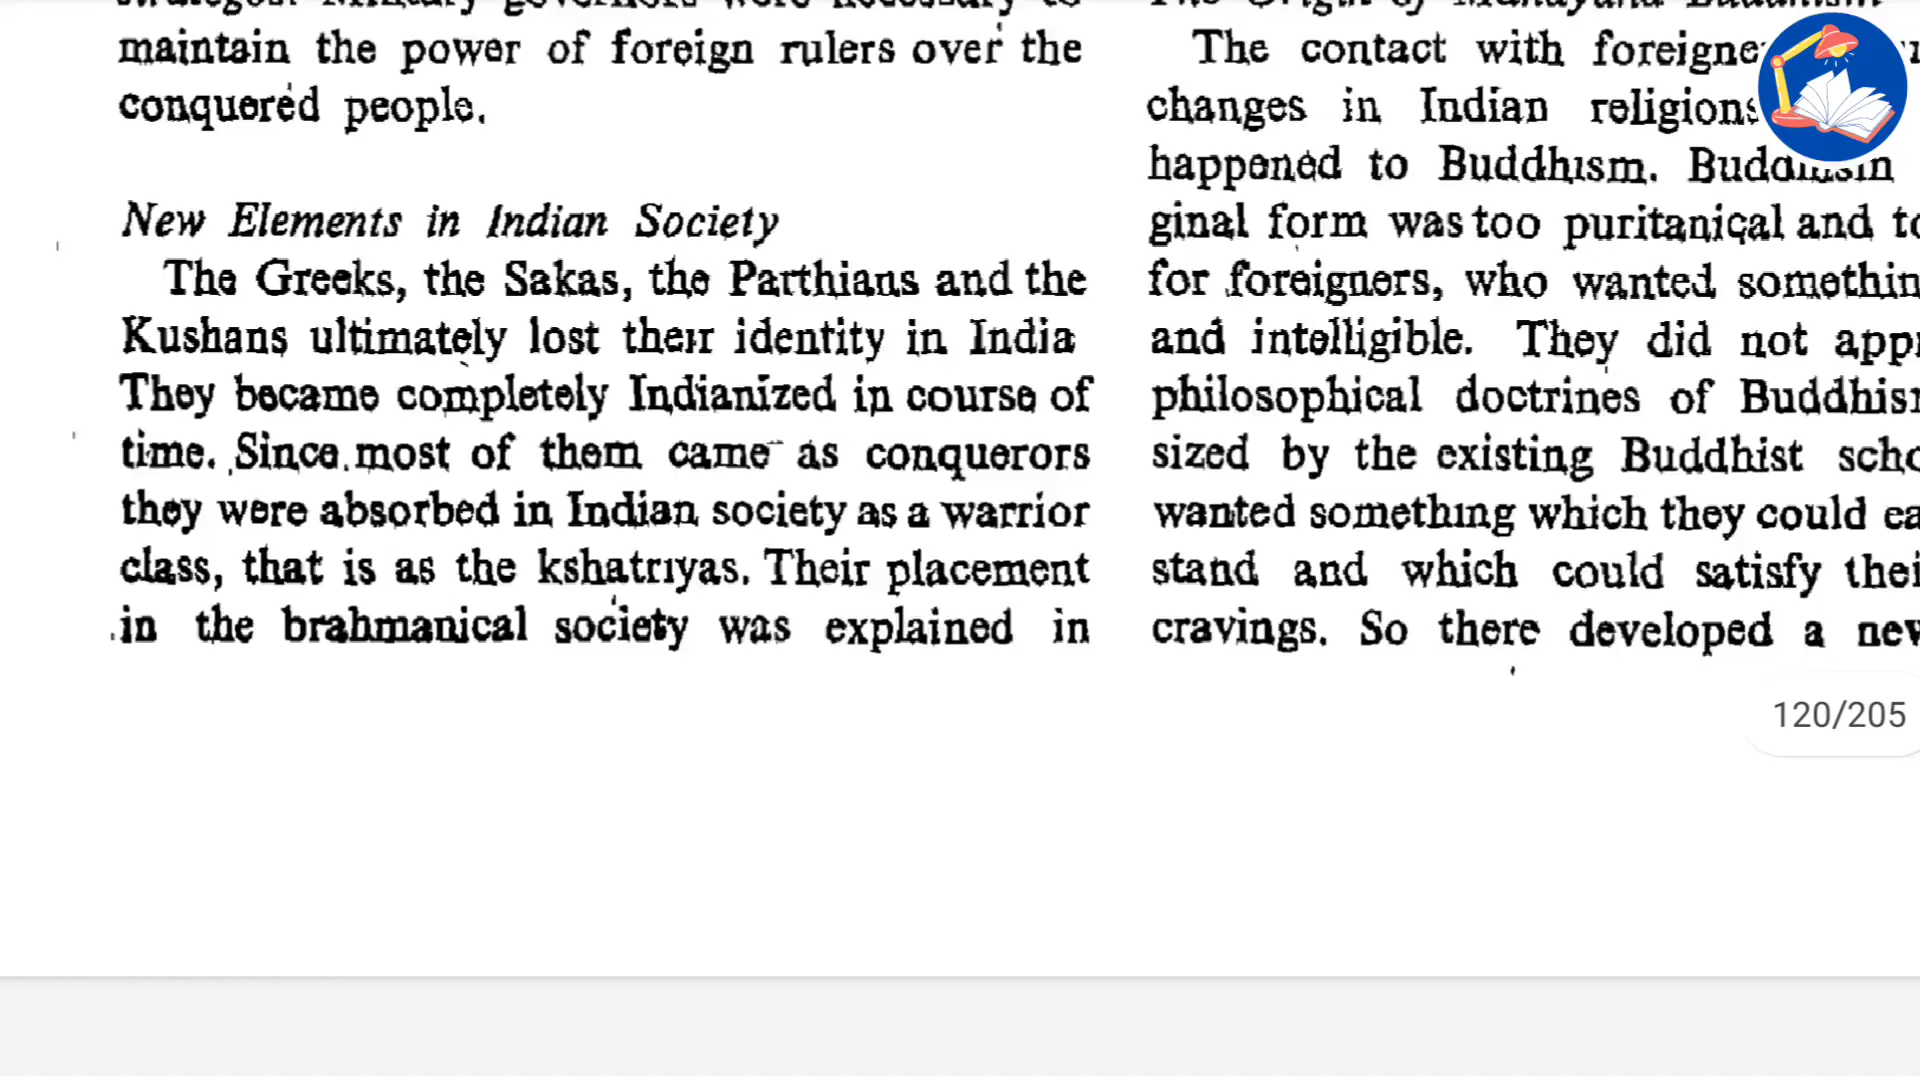 maintain the power of foreign rulers over the
conquered people.
New Elements in Indian Society
The Greeks, the Sakas, the Parthians and the
Kushans ultimately lost their identity in India
They became completely Indianized in course of
time. Since most of them came as conquerors
they were absorbed in Indian society as a warrior
class, that is as the kshatriyas. Their placement
in the brahmanical society was explained in
The Origin of Mahayana Buddhism
The contact with
changes in Indian
happened to Buddhism.
ginal form was too puritanical and
for foreigners, who wanted
and intelligible. They did not
philosophical doctrines of
sized by the existing Buddhist
wanted something which they could
stand and which could satisfy
cravings. So there developed a
120/205